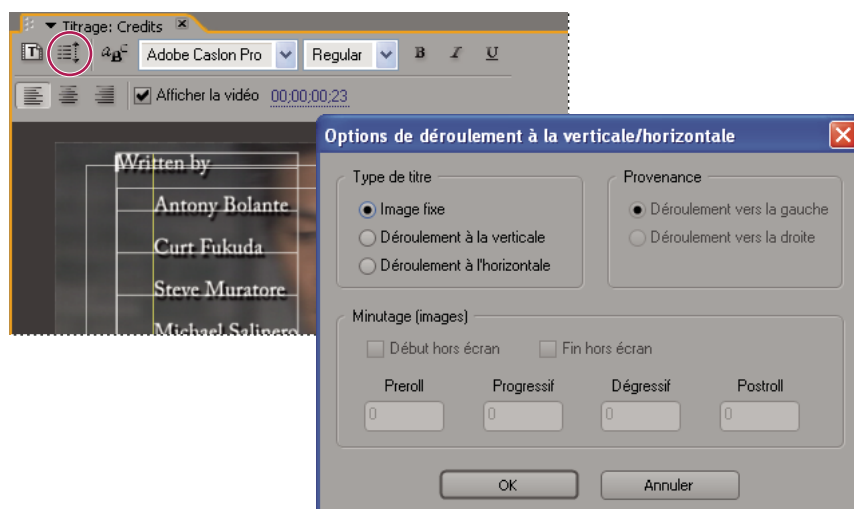 Titrage: Credits
T aBC Adobe Caslon Pro Regular B I U
Afficher la vidéo 00;00;00;23
Written by
Antony Bolante
Curt Fukuda
Steve Muratore
Michael Salinero
Options de déroulement à la verticale/horizontale
Type de titre
Image fixe
Déroulement à la verticale
Déroulement à l'horizontale
Provenance
Déroulement vers la gauche
Déroulement vers la droite
Minutage (images)
Début hors écran Fin hors écran
Preroll Progressif Dégressif Postroll
0 0 0 0
OK Annuler